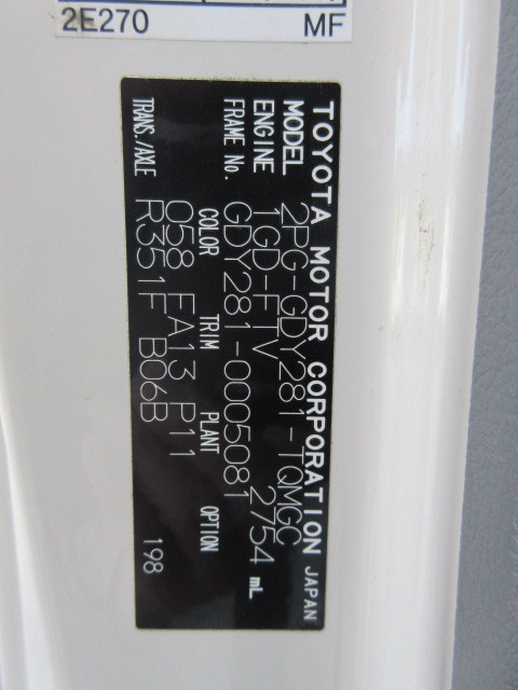 2E270 MF
TOYOTA MOTOR CORPORATION JAPAN
MODEL 2PG-GDY281-TQMGC
ENGINE 1GD-FTV 2754 mL
FRAME No. GDY281-0005081
COLOR TRIM PLANT OPTION
058 FA13 P11
TRANS./AXLE R351F B06B 198